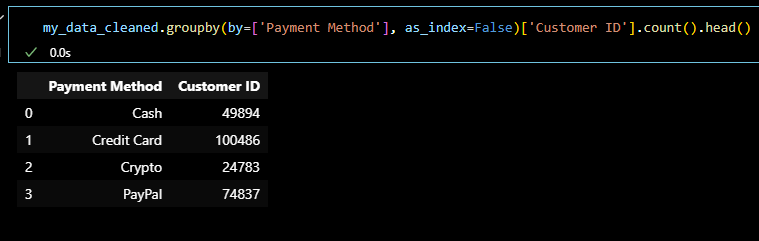 my_data_cleaned.groupby(by=['Payment Method'], as_index=False)['Customer ID'].count().head()
0.0s
Payment Method Customer ID
0 Cash 49894
1 Credit Card 100486
2 Crypto 24783
3 PayPal 74837